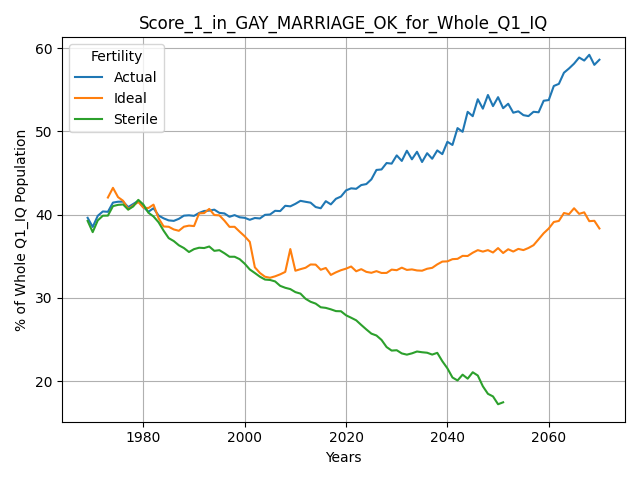 Score_1_in_GAY_MARRIAGE_OK_for_Whole_Q1_IQ
Fertility
Actual
Ideal
Sterile
% of Whole Q1_IQ Population
60
50
40
30
20
1980
2000
2020
2040
2060
Years